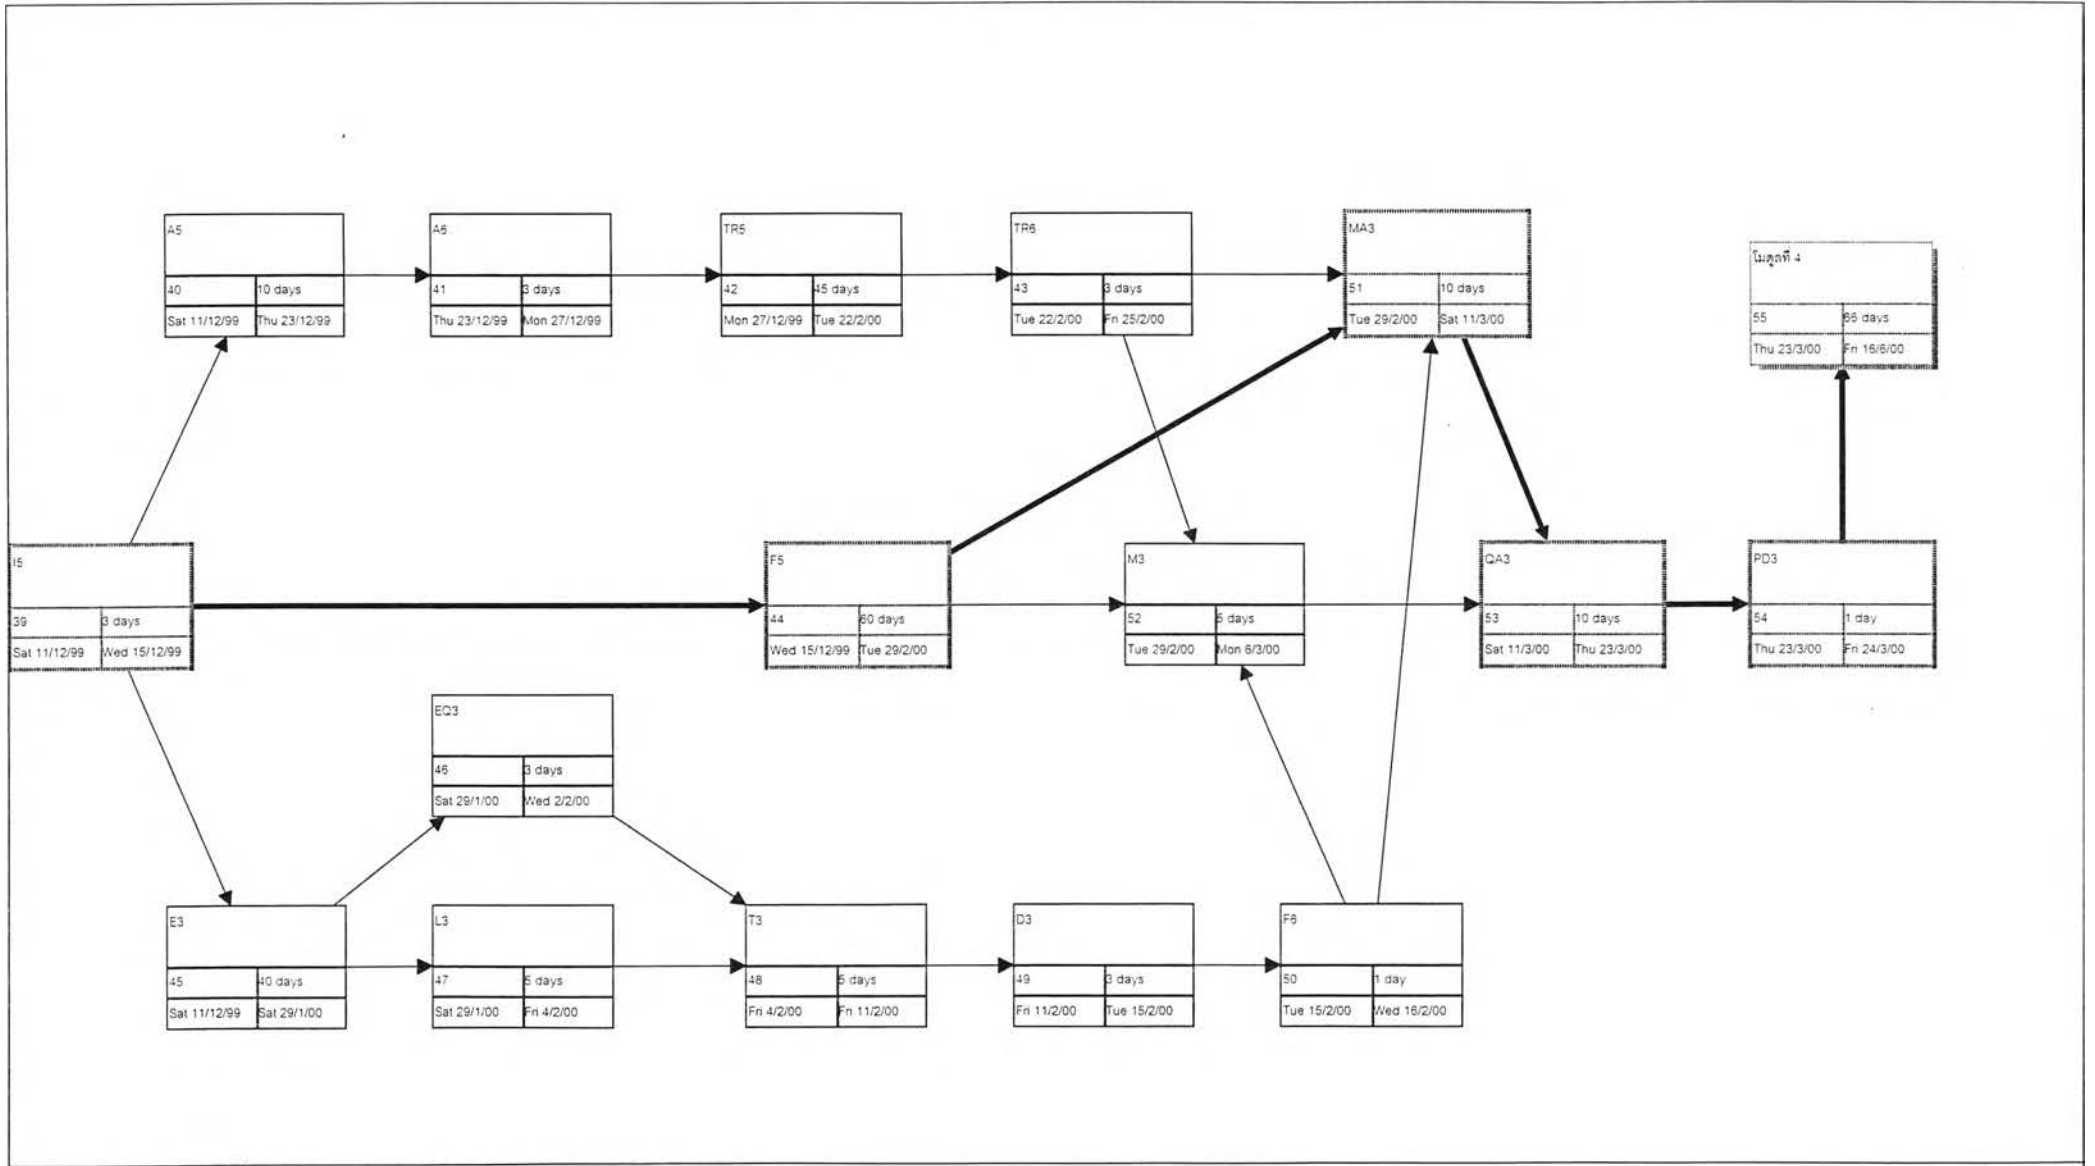 A5
40 10 days
Sat 11/12/99 Thu 23/12/99
A6
41 3 days
Thu 23/12/99 Mon 27/12/99
TR5
42 45 days
Mon 27/12/99 Tue 22/2/00
TR6
43 3 days
Tue 22/2/00 Fri 25/2/00
MA3
51 10 days
Tue 29/2/00 Sat 11/3/00
โมดูลที่ 4
55 66 days
Thu 23/3/00 Fri 16/6/00
I5
39 3 days
Sat 11/12/99 Wed 15/12/99
F5
44 60 days
Wed 15/12/99 Tue 29/2/00
M3
52 5 days
Tue 29/2/00 Mon 6/3/00
QA3
53 10 days
Sat 11/3/00 Thu 23/3/00
PD3
54 1 day
Thu 23/3/00 Fri 24/3/00
EQ3
46 3 days
Sat 29/1/00 Wed 2/2/00
E3
45 40 days
Sat 11/12/99 Sat 29/1/00
L3
47 5 days
Sat 29/1/00 Fri 4/2/00
T3
48 5 days
Fri 4/2/00 Fri 11/2/00
D3
49 3 days
Fri 11/2/00 Tue 15/2/00
F6
50 1 day
Tue 15/2/00 Wed 16/2/00